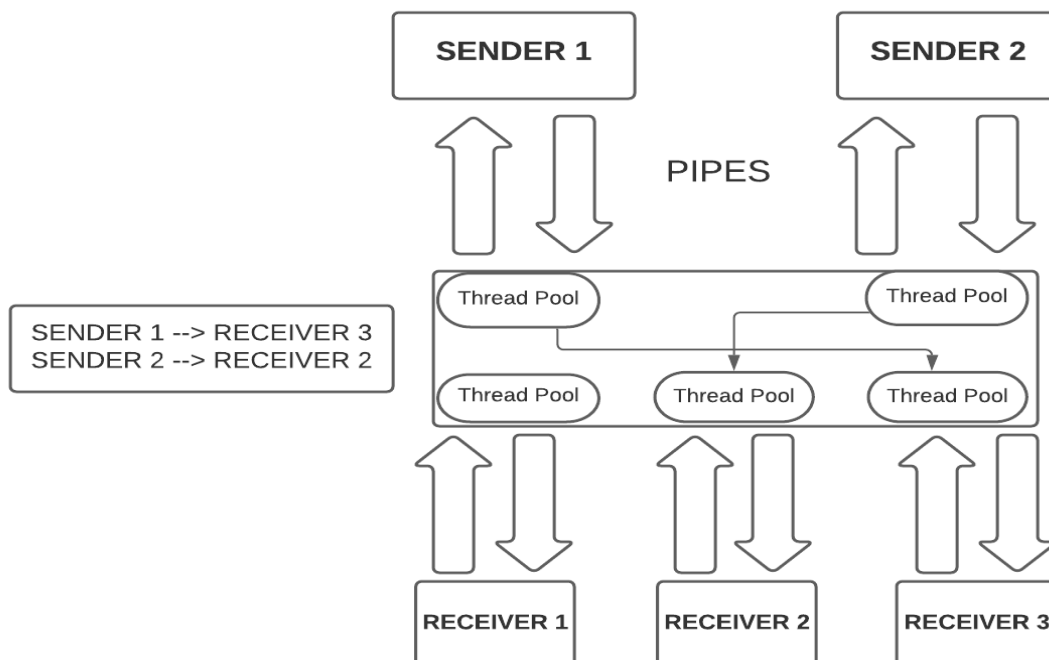 SENDER 1
SENDER 2
PIPES
Thread Pool
Thread Pool
SENDER 1 --> RECEIVER 3
SENDER 2 --> RECEIVER 2
Thread Pool
Thread Pool
Thread Pool
RECEIVER 1
RECEIVER 2
RECEIVER 3